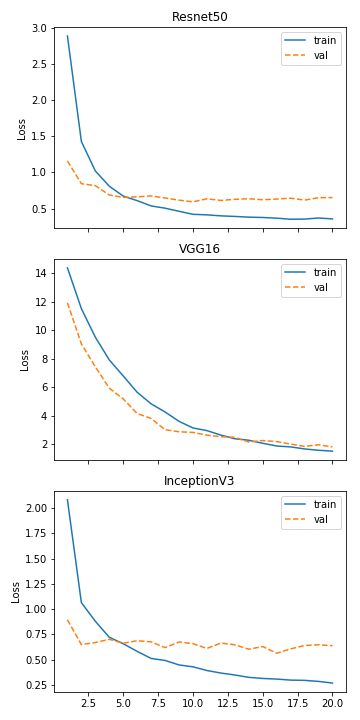 Resnet50
3.0
2.5
2.0
1.5
1.0
0.5
Loss
train
val
VGG16
14
12
10
8
6
4
2
Loss
train
val
InceptionV3
2.00
1.75
1.50
1.25
1.00
0.75
0.50
0.25
Loss
train
val
2.5 5.0 7.5 10.0 12.5 15.0 17.5 20.0